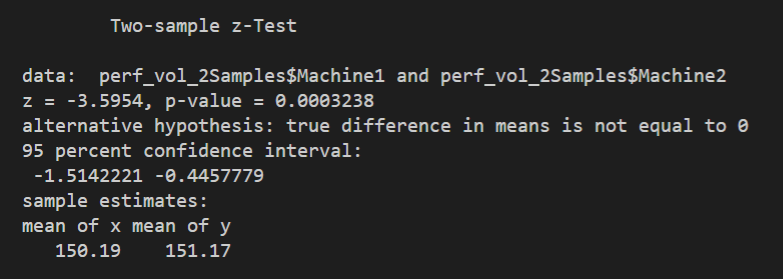 Two-sample z-Test
data:  perf_vol_2Samples$Machine1 and perf_vol_2Samples$Machine2
z = -3.5954, p-value = 0.0003238
alternative hypothesis: true difference in means is not equal to 0
95 percent confidence interval:
 -1.5142221 -0.4457779
sample estimates:
mean of x mean of y
   150.19    151.17